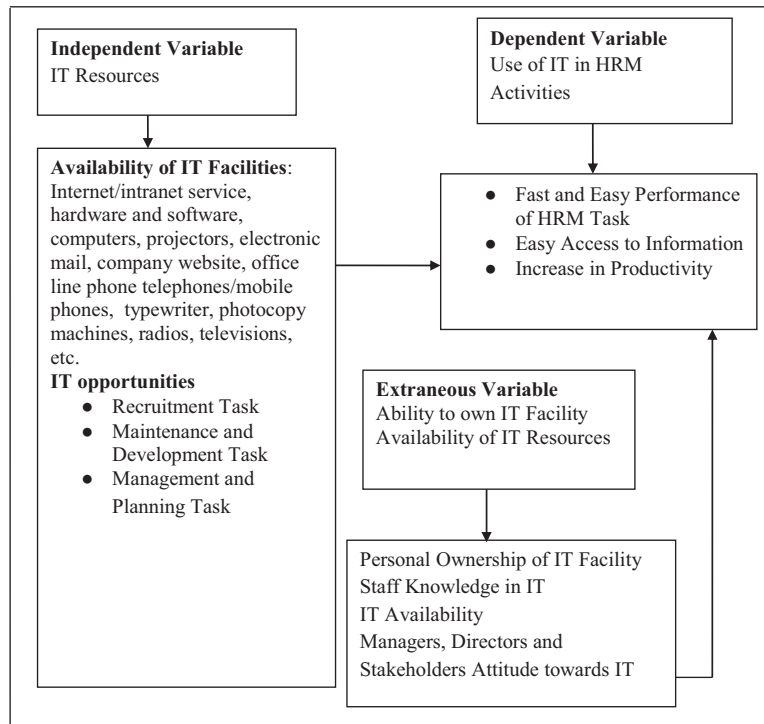 Independent Variable
IT Resources
Dependent Variable
Use of IT in HRM
Activities
Availability of IT Facilities:
Internet/intranet service,
hardware and software,
computers, projectors, electronic
mail, company website, office
line phone telephones/mobile
phones, typewriter, photocopy
machines, radios, televisions,
etc.
IT opportunities
● Recruitment Task
● Maintenance and
Development Task
● Management and
Planning Task
● Fast and Easy Performance
of HRM Task
● Easy Access to Information
● Increase in Productivity
Extraneous Variable
Ability to own IT Facility
Availability of IT Resources
Personal Ownership of IT Facility
Staff Knowledge in IT
IT Availability
Managers, Directors and
Stakeholders Attitude towards IT